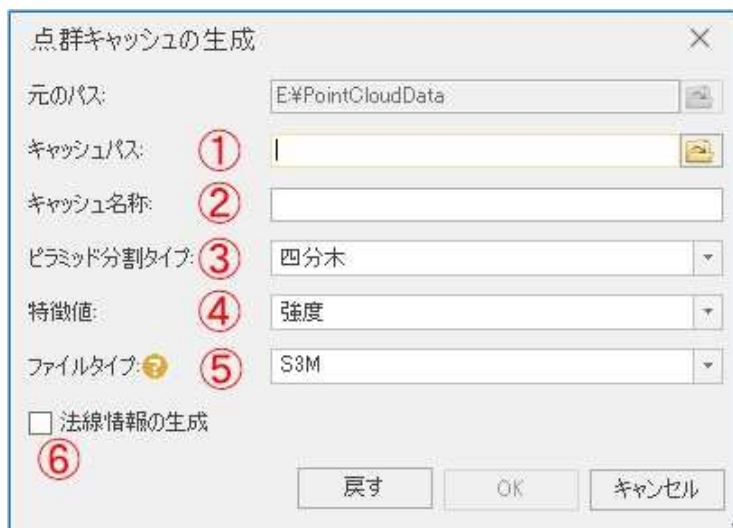 点群キャッシュの生成
元のパス: E:¥PointCloudData
キャッシュパス: ①
キャッシュ名称: ②
ピラミッド分割タイプ: ③ 四分木
特徴値: ④ 強度
ファイルタイプ: ? ⑤ S3M
法線情報の生成
⑥
戻す OK キャンセル